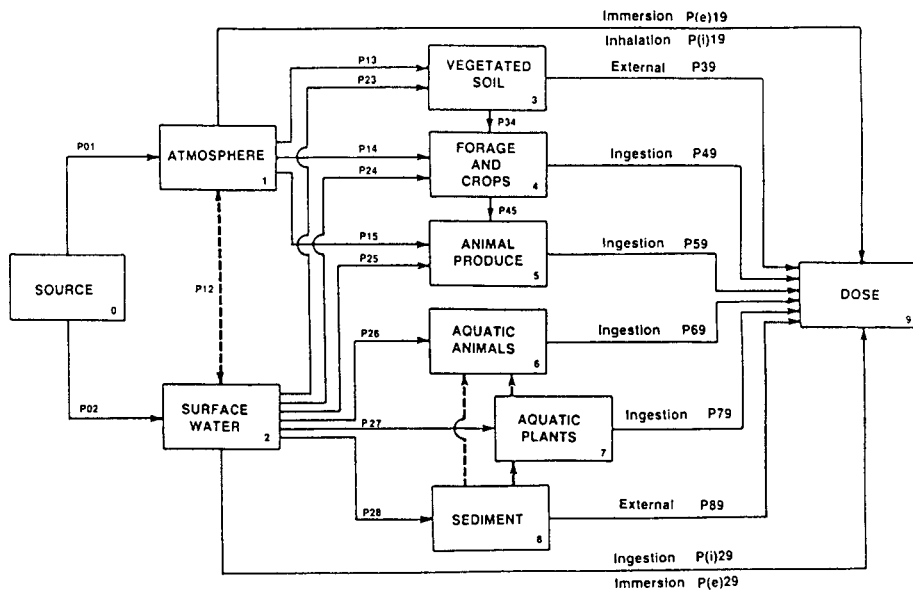 Immersion P(e)19
Inhalation P(i)19
P13
VEGETATED
SOIL
3
External P39
P23
P34
P01
ATMOSPHERE
1
P14
FORAGE
AND
CROPS
4
Ingestion P49
P24
P45
P15
ANIMAL
PRODUCE
5
Ingestion P59
P25
SOURCE
0
P12
DOSE
9
P26
AQUATIC
ANIMALS
6
Ingestion P69
P02
SURFACE
WATER
2
P27
AQUATIC
PLANTS
7
Ingestion P79
P28
SEDIMENT
8
External P89
Ingestion P(i)29
Immersion P(e)29